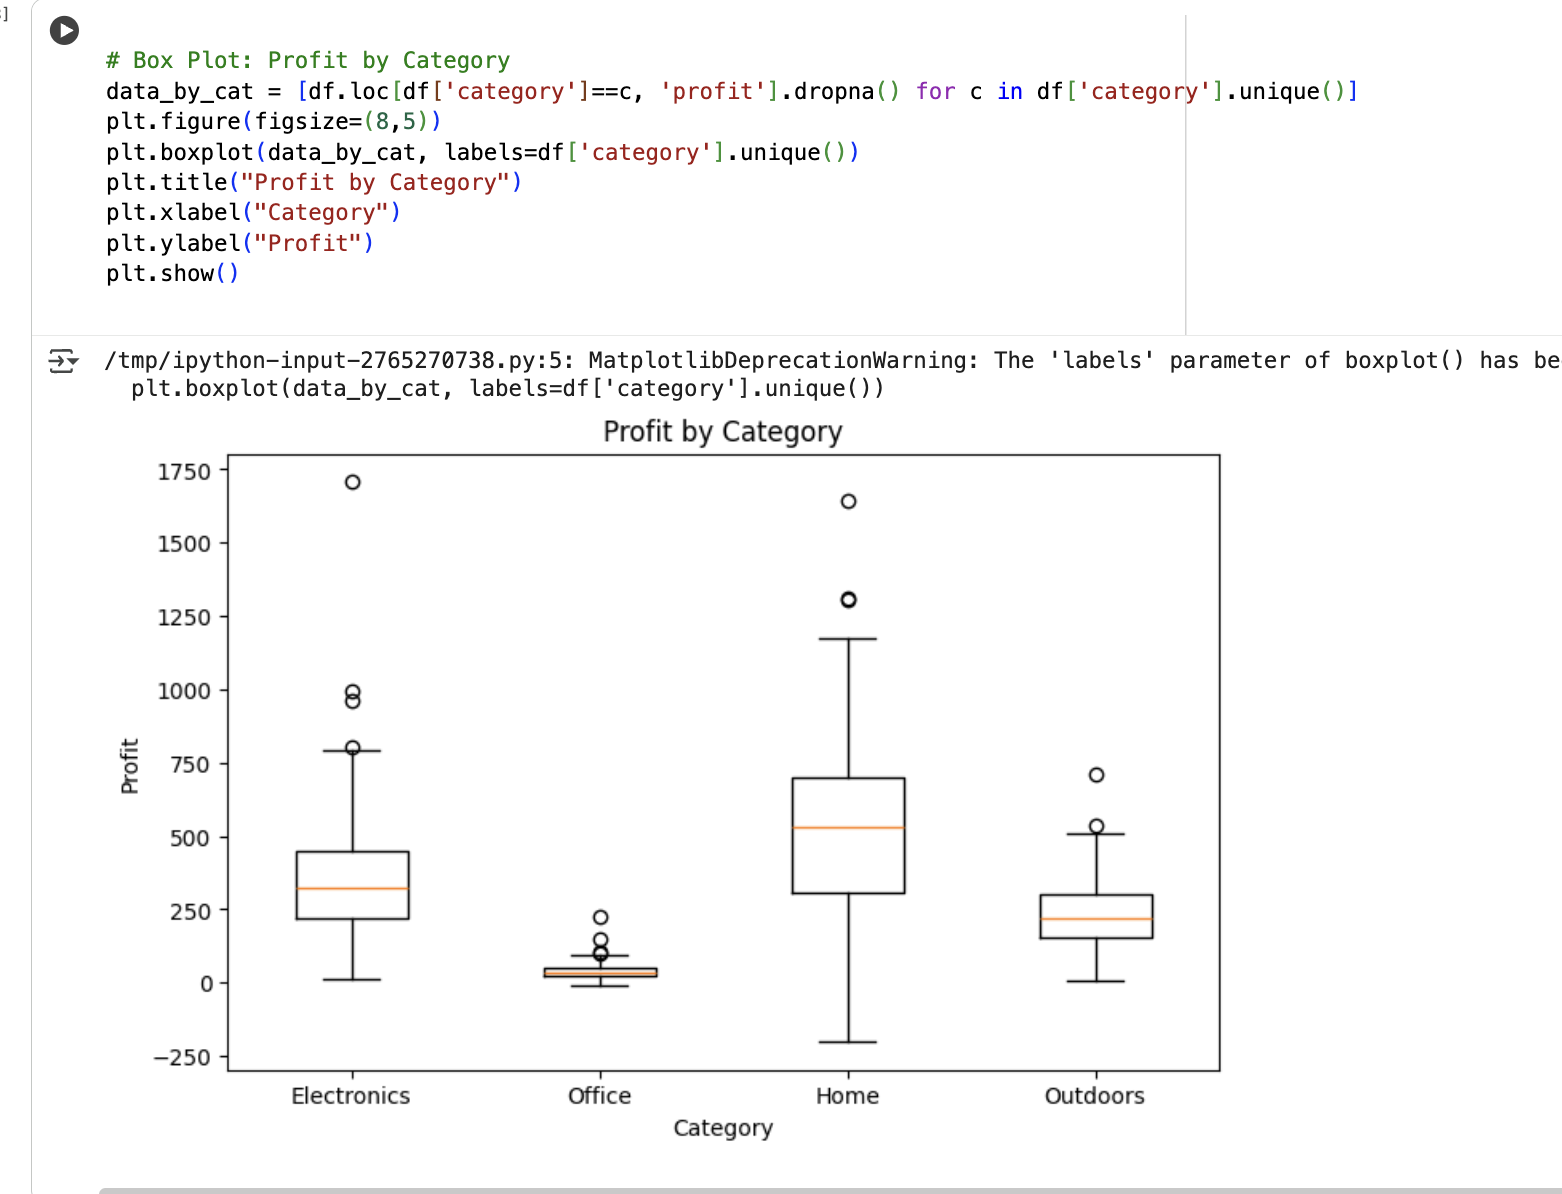 ]
# Box Plot: Profit by Category
data_by_cat = [df.loc[df['category']==c, 'profit'].dropna() for c in df['category'].unique()]
plt.figure(figsize=(8,5))
plt.boxplot(data_by_cat, labels=df['category'].unique())
plt.title("Profit by Category")
plt.xlabel("Category")
plt.ylabel("Profit")
plt.show()
/tmp/ipython-input-2765270738.py:5: MatplotlibDeprecationWarning: The 'labels' parameter of boxplot() has be
plt.boxplot(data_by_cat, labels=df['category'].unique())
Profit by Category
1750
1500
1250
1000
750
500
250
0
−250
Profit
Electronics Office Home Outdoors
Category